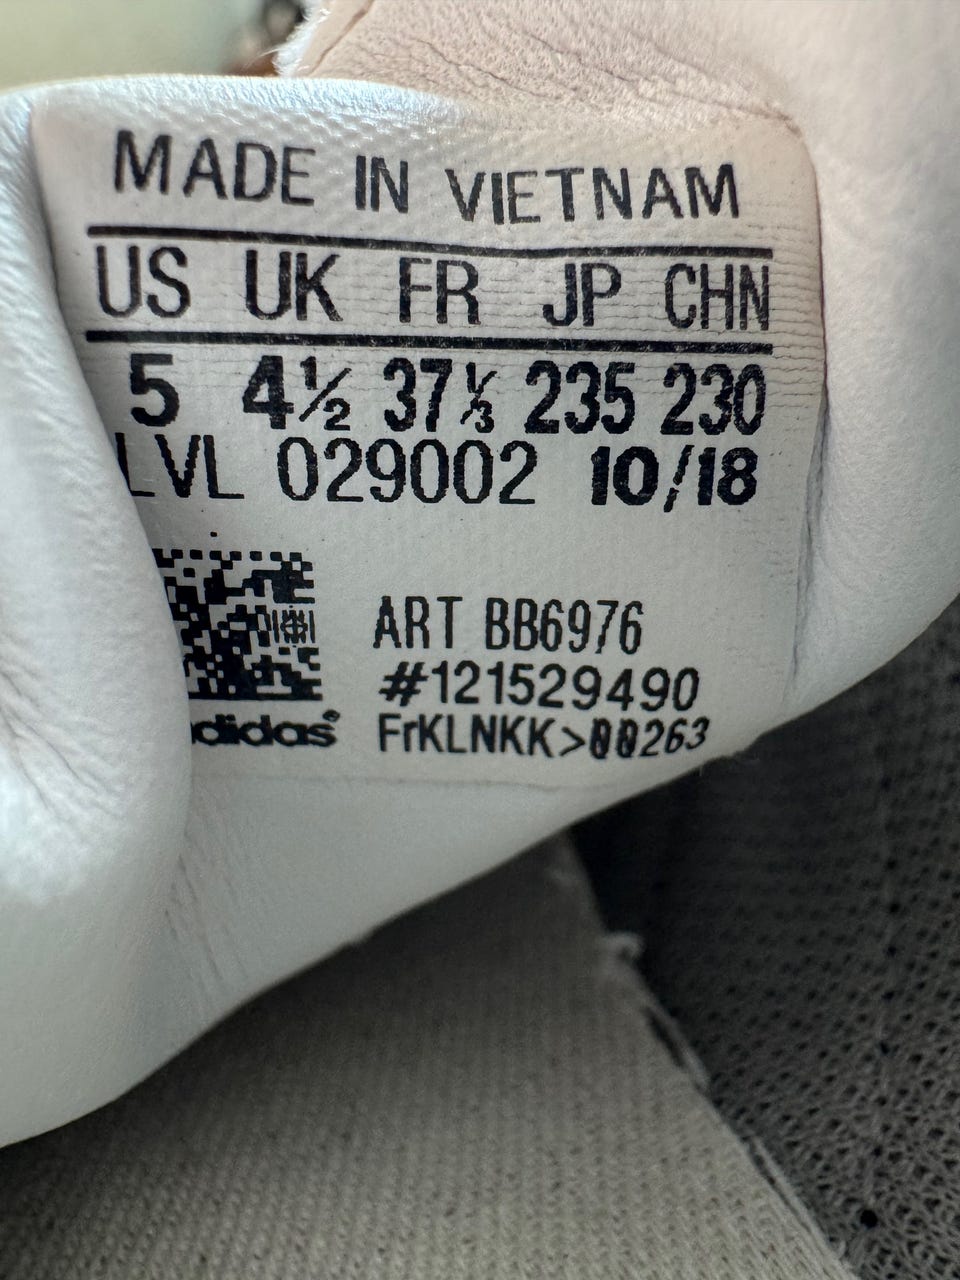 MADE IN VIETNAM
US UK FR JP CHN
5 4½ 37⅓ 235 230
LVL 029002 10/18
ART BB6976
#121529490
adidas® FrKLNKK>00263